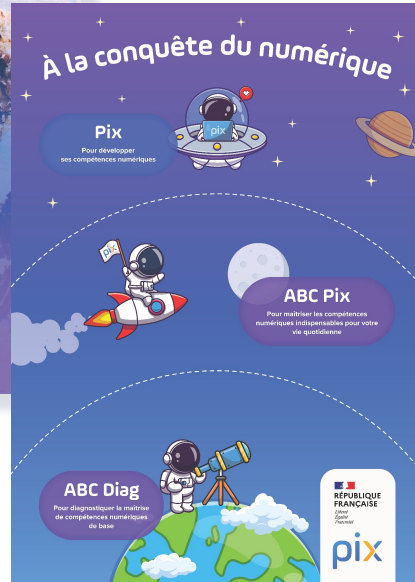 À la conquête du numérique
pix
Pix
Pour développer
ses compétences numériques
pix
ABC Pix
Pour maîtriser les compétences
numériques indispensables pour votre
vie quotidienne
ABC Diag
Pour diagnostiquer la maîtrise
de compétences numériques
de base
RÉPUBLIQUE
FRANÇAISE
Liberté
Égalité
Fraternité
pix